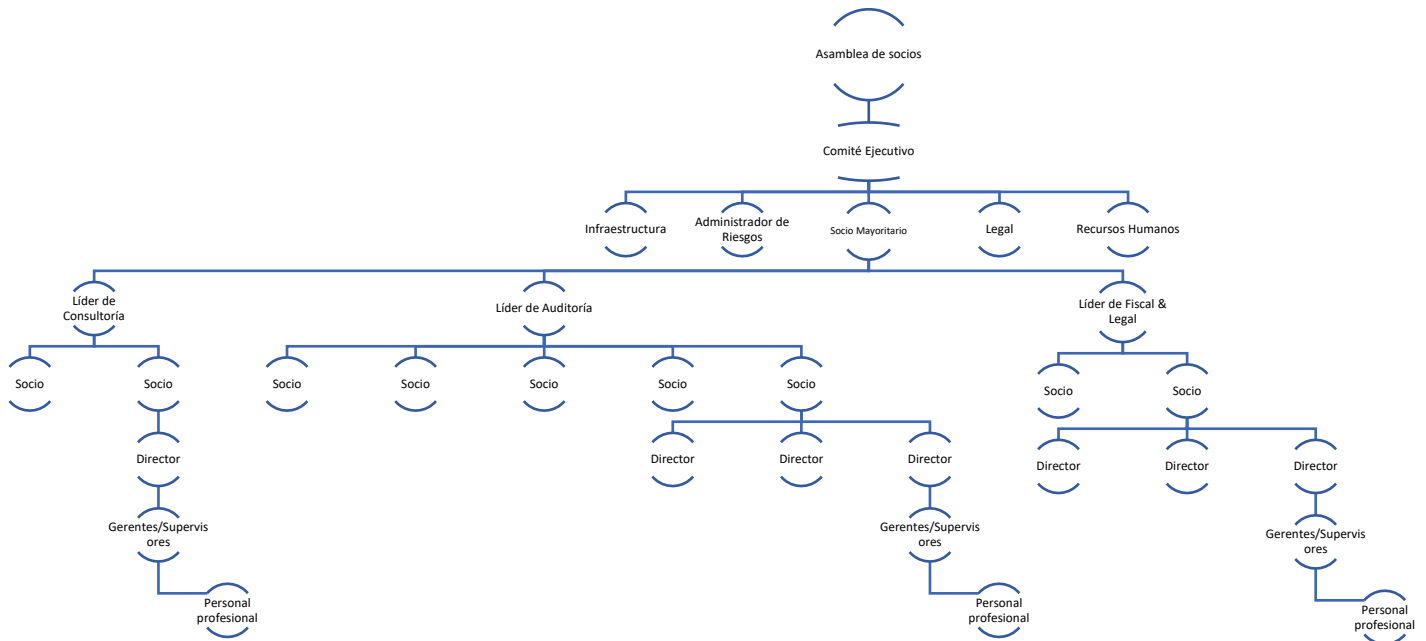 Asamblea de socios
Comité Ejecutivo
Infraestructura
Administrador de
Riesgos
Socio Mayoritario
Legal
Recursos Humanos
Líder de
Consultoría
Líder de Auditoría
Líder de Fiscal &
Legal
Socio
Socio
Socio
Socio
Socio
Socio
Socio
Socio
Socio
Director
Director
Director
Director
Director
Director
Director
Gerentes/Supervis
ores
Gerentes/Supervis
ores
Gerentes/Supervis
ores
Personal
profesional
Personal
profesional
Personal
profesional